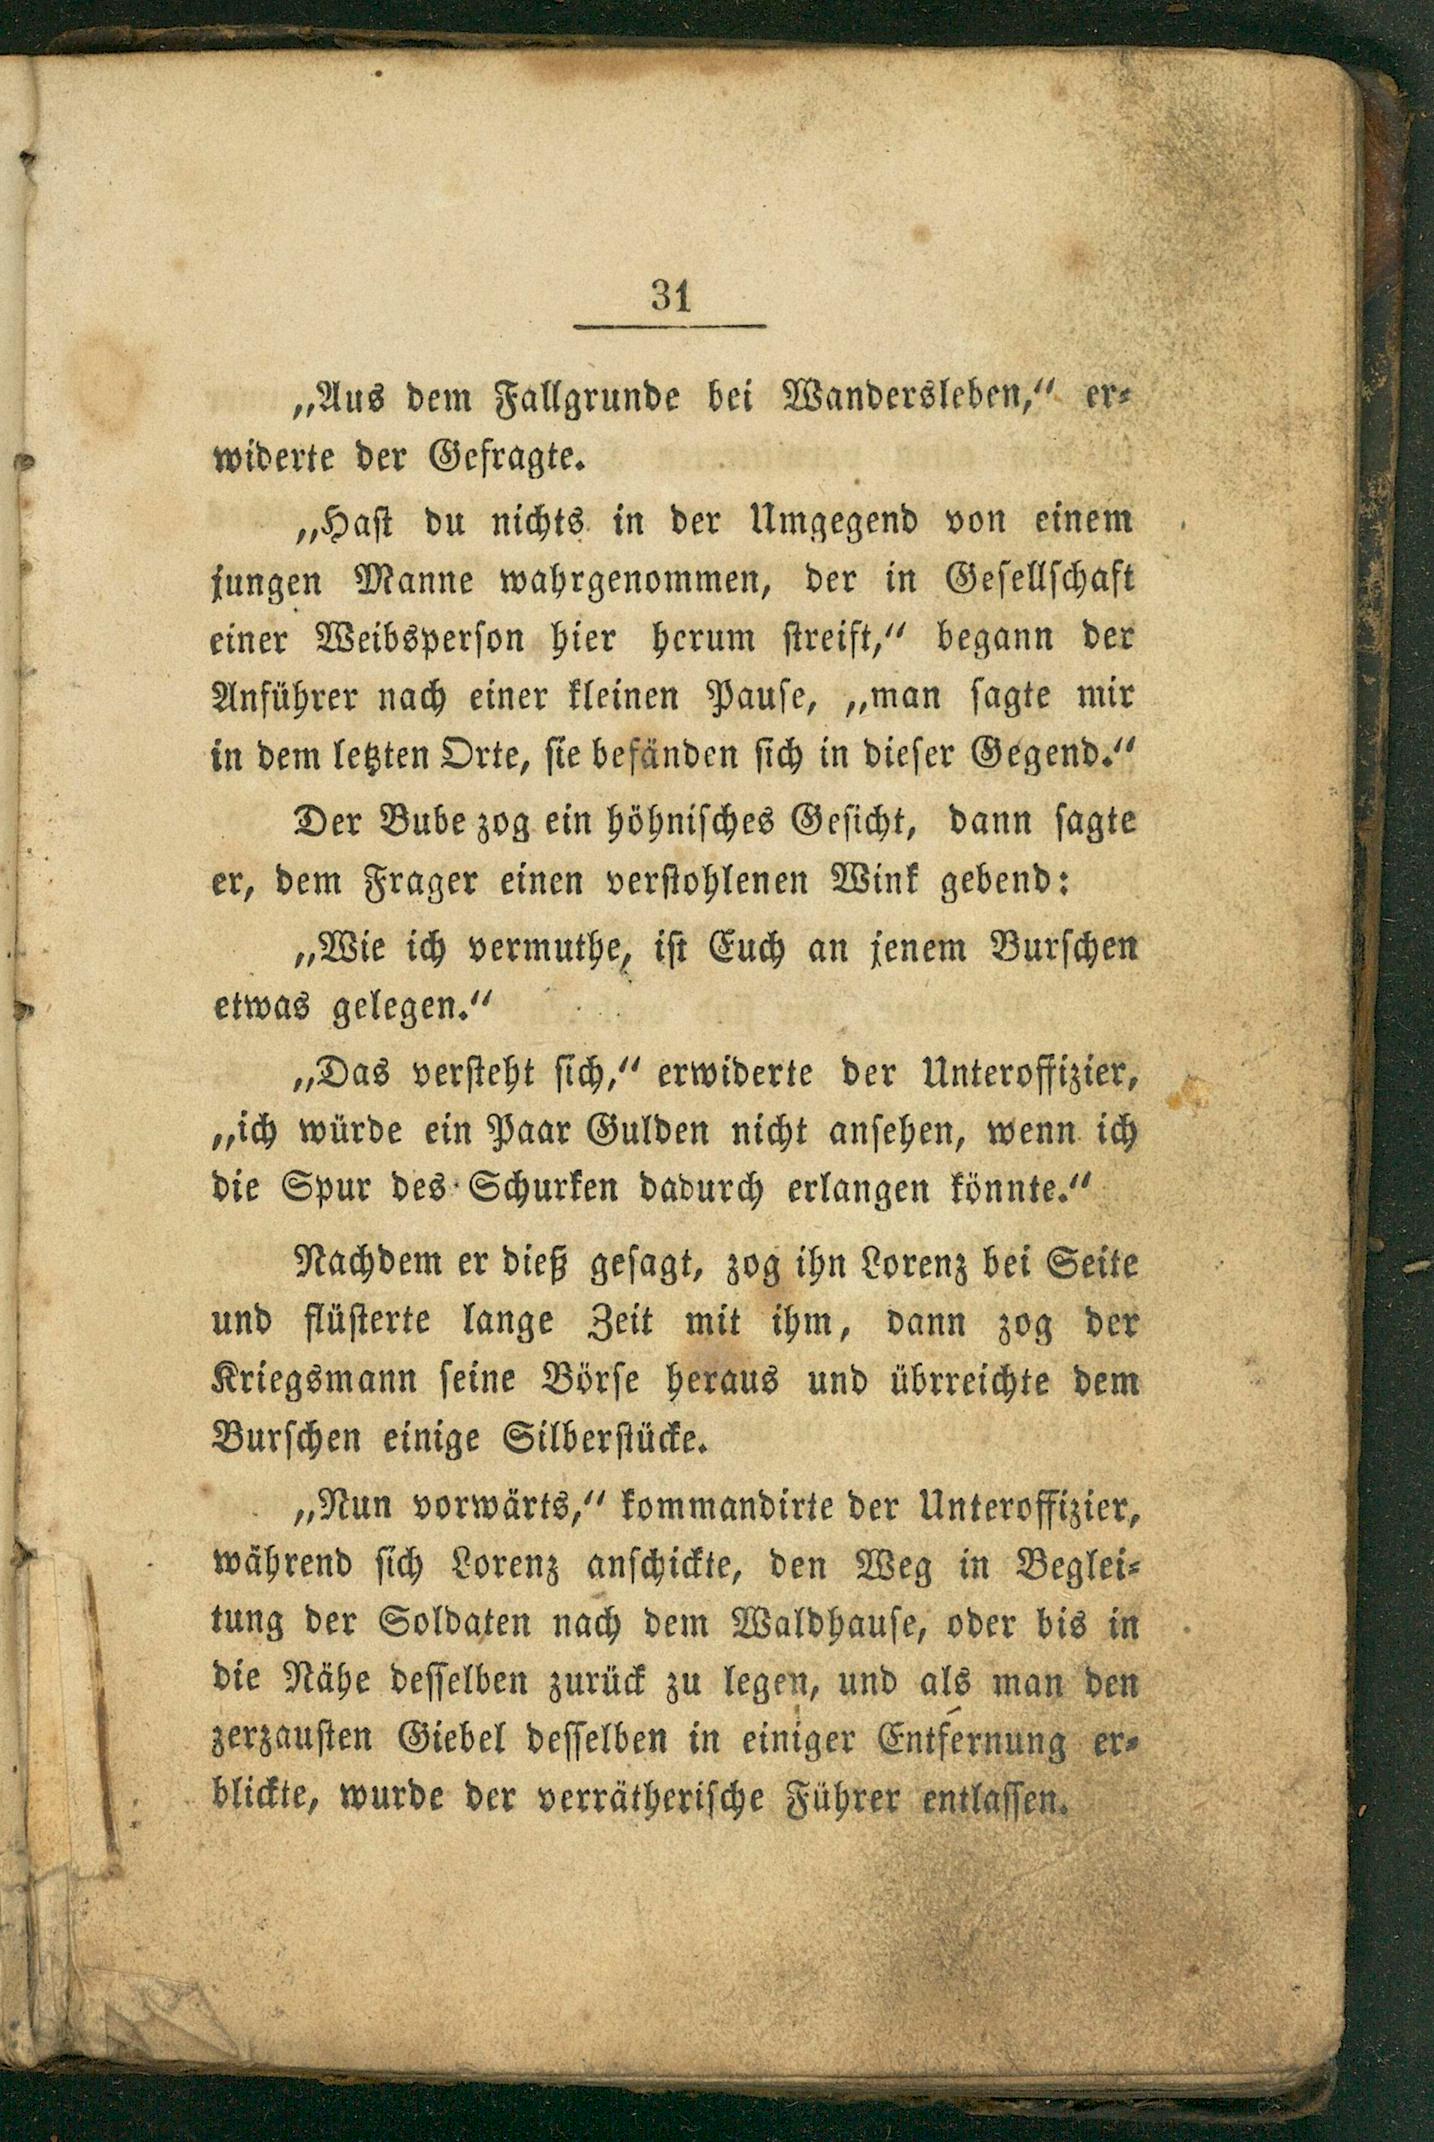 31
„Aus dem Fallgrunde bei Wandersleben,“ er-
widerte der Gefragte.
„Hast du nichts in der Umgegend von einem
jungen Manne wahrgenommen, der in Gesellschaft
einer Weibsperson hier herum streift,“ begann der
Anführer nach einer kleinen Pause, „man sagte mir
in dem letzten Orte, sie befänden sich in dieser Gegend.“
Der Bube zog ein höhnisches Gesicht, dann sagte
er, dem Frager einen verstohlenen Wink gebend:
„Wie ich vermuthe, ist Euch an jenem Burschen
etwas gelegen.“
„Das versteht sich,“ erwiderte der Unteroffizier,
„ich würde ein Paar Gulden nicht ansehen, wenn ich
die Spur des Schurken dadurch erlangen könnte.“
Nachdem er dieß gesagt, zog ihn Lorenz bei Seite
und flüsterte lange Zeit mit ihm, dann zog der
Kriegsmann seine Börse heraus und übrreichte dem
Burschen einige Silberstücke.
„Nun vorwärts,“ kommandirte der Unteroffizier,
während sich Lorenz anschickte, den Weg in Beglei-
tung der Soldaten nach dem Waldhause, oder bis in
die Nähe desselben zurück zu legen, und als man den
zerzausten Giebel desselben in einiger Entfernung er-
blickte, wurde der verrätherische Führer entlassen.